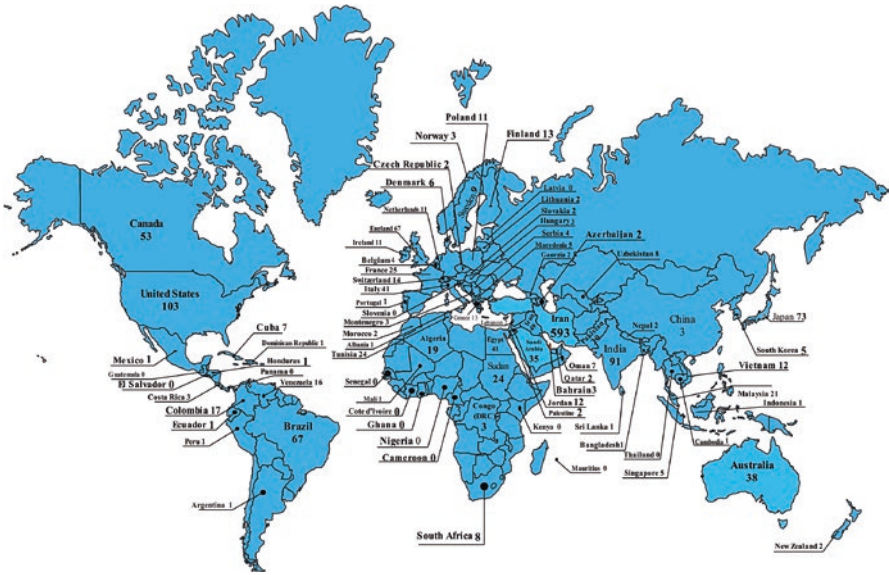 Poland 11
Norway 3
Finland 13
Czech Republic 2
Denmark 6
Sweden 9
Latvia 0
Lithuania 2
Netherlands 11
Slovakia 2
Hungary
England 67
Serbia 4
Azerbaijan 2
Canada
53
Ireland 11
Macedonia 5
Georgia 2
Uzbekistan 8
Belgium 4
France 25
Switzerland 14
Italy 41
United States
103
Portugal 1
Slovenia 0
Montenegro 3
Morocco 2
Albania 1
Tunisia 24
Greece 13
Lebanon
Iran
593
China
3
Japan 73
Nepal 2
South Korea 5
Cuba 7
Dominican Republic 1
Mexico 1
Honduras 1
Guatemala 0
Panama 0
El Salvador 0
Costa Rica 3
Venezuela 16
Algeria
19
Egypt
41
Saudi
Arabia
35
Pakistan
India
91
Vietnam 12
Oman 7
Qatar 2
Bahrain 3
Malaysia 21
Sudan
24
Senegal 0
Mali 1
Jordan 12
Indonesia 1
Colombia 17
Cote d'Ivoire 0
Palestine 2
Ecuador 1
Ghana 0
Congo
(DRC)
3
Kenya 0
Sri Lanka 1
Cambodia 1
Brazil
67
Peru 1
Nigeria 0
Bangladesh 1
Thailand 0
Cameroon 0
Mauritius 0
Singapore 5
Australia
38
Argentina 1
South Africa 8
New Zealand 2